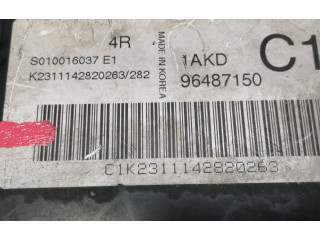 4R
S010016037 E1
K2311142820263/282
MADE IN KOREA
1AKD
96487150
C1
C1K2311142820263